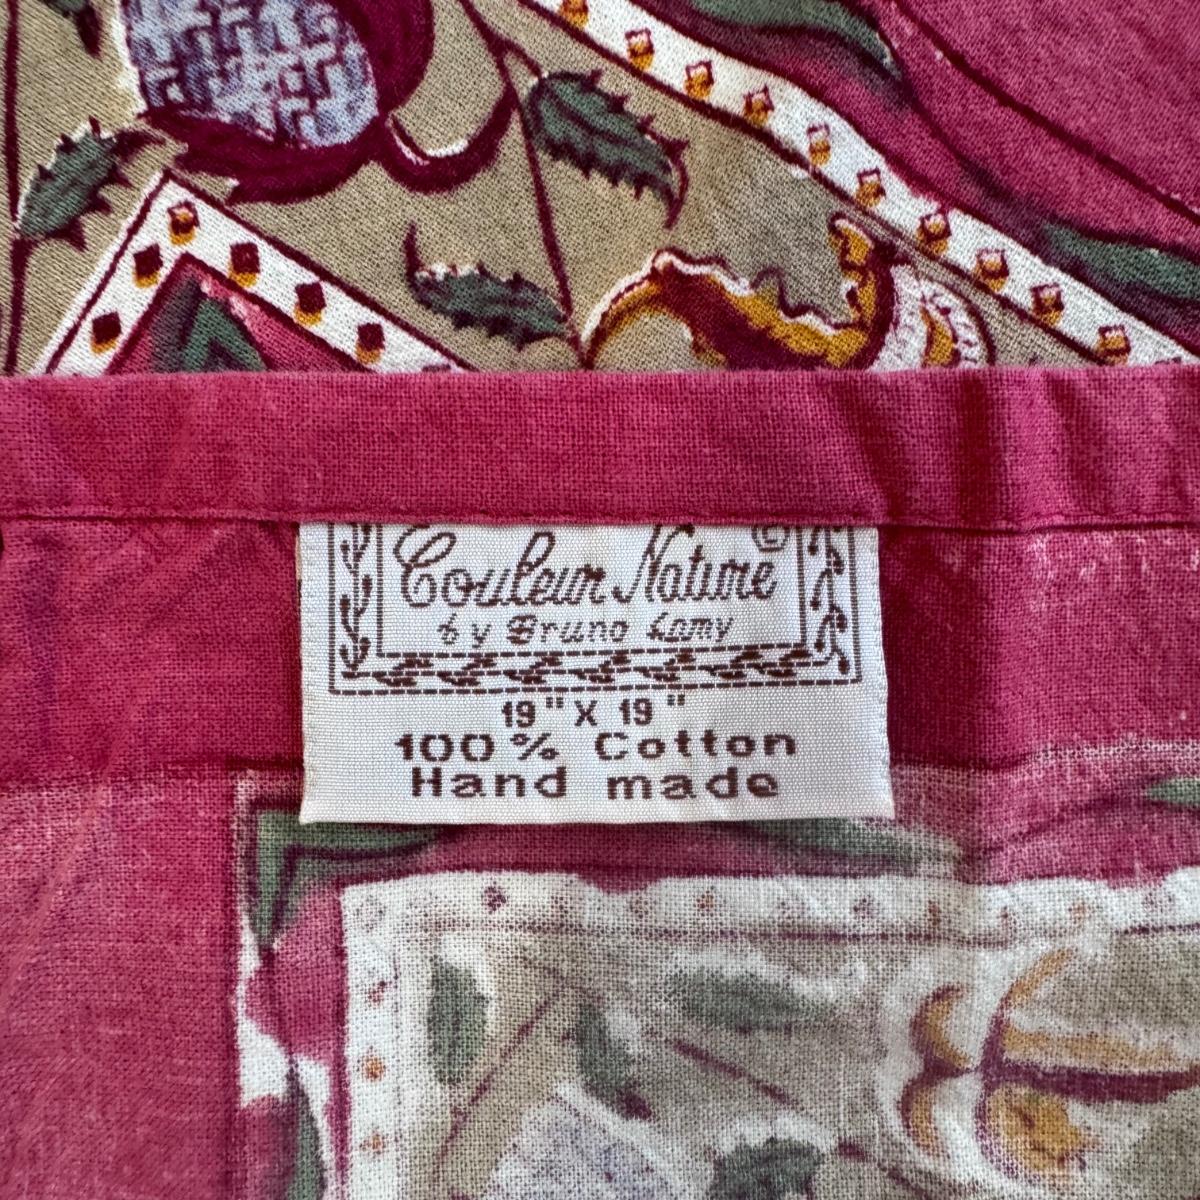 Couleur Nature ©
by Bruno Lamy
19" X 19"
100% Cotton
Hand made